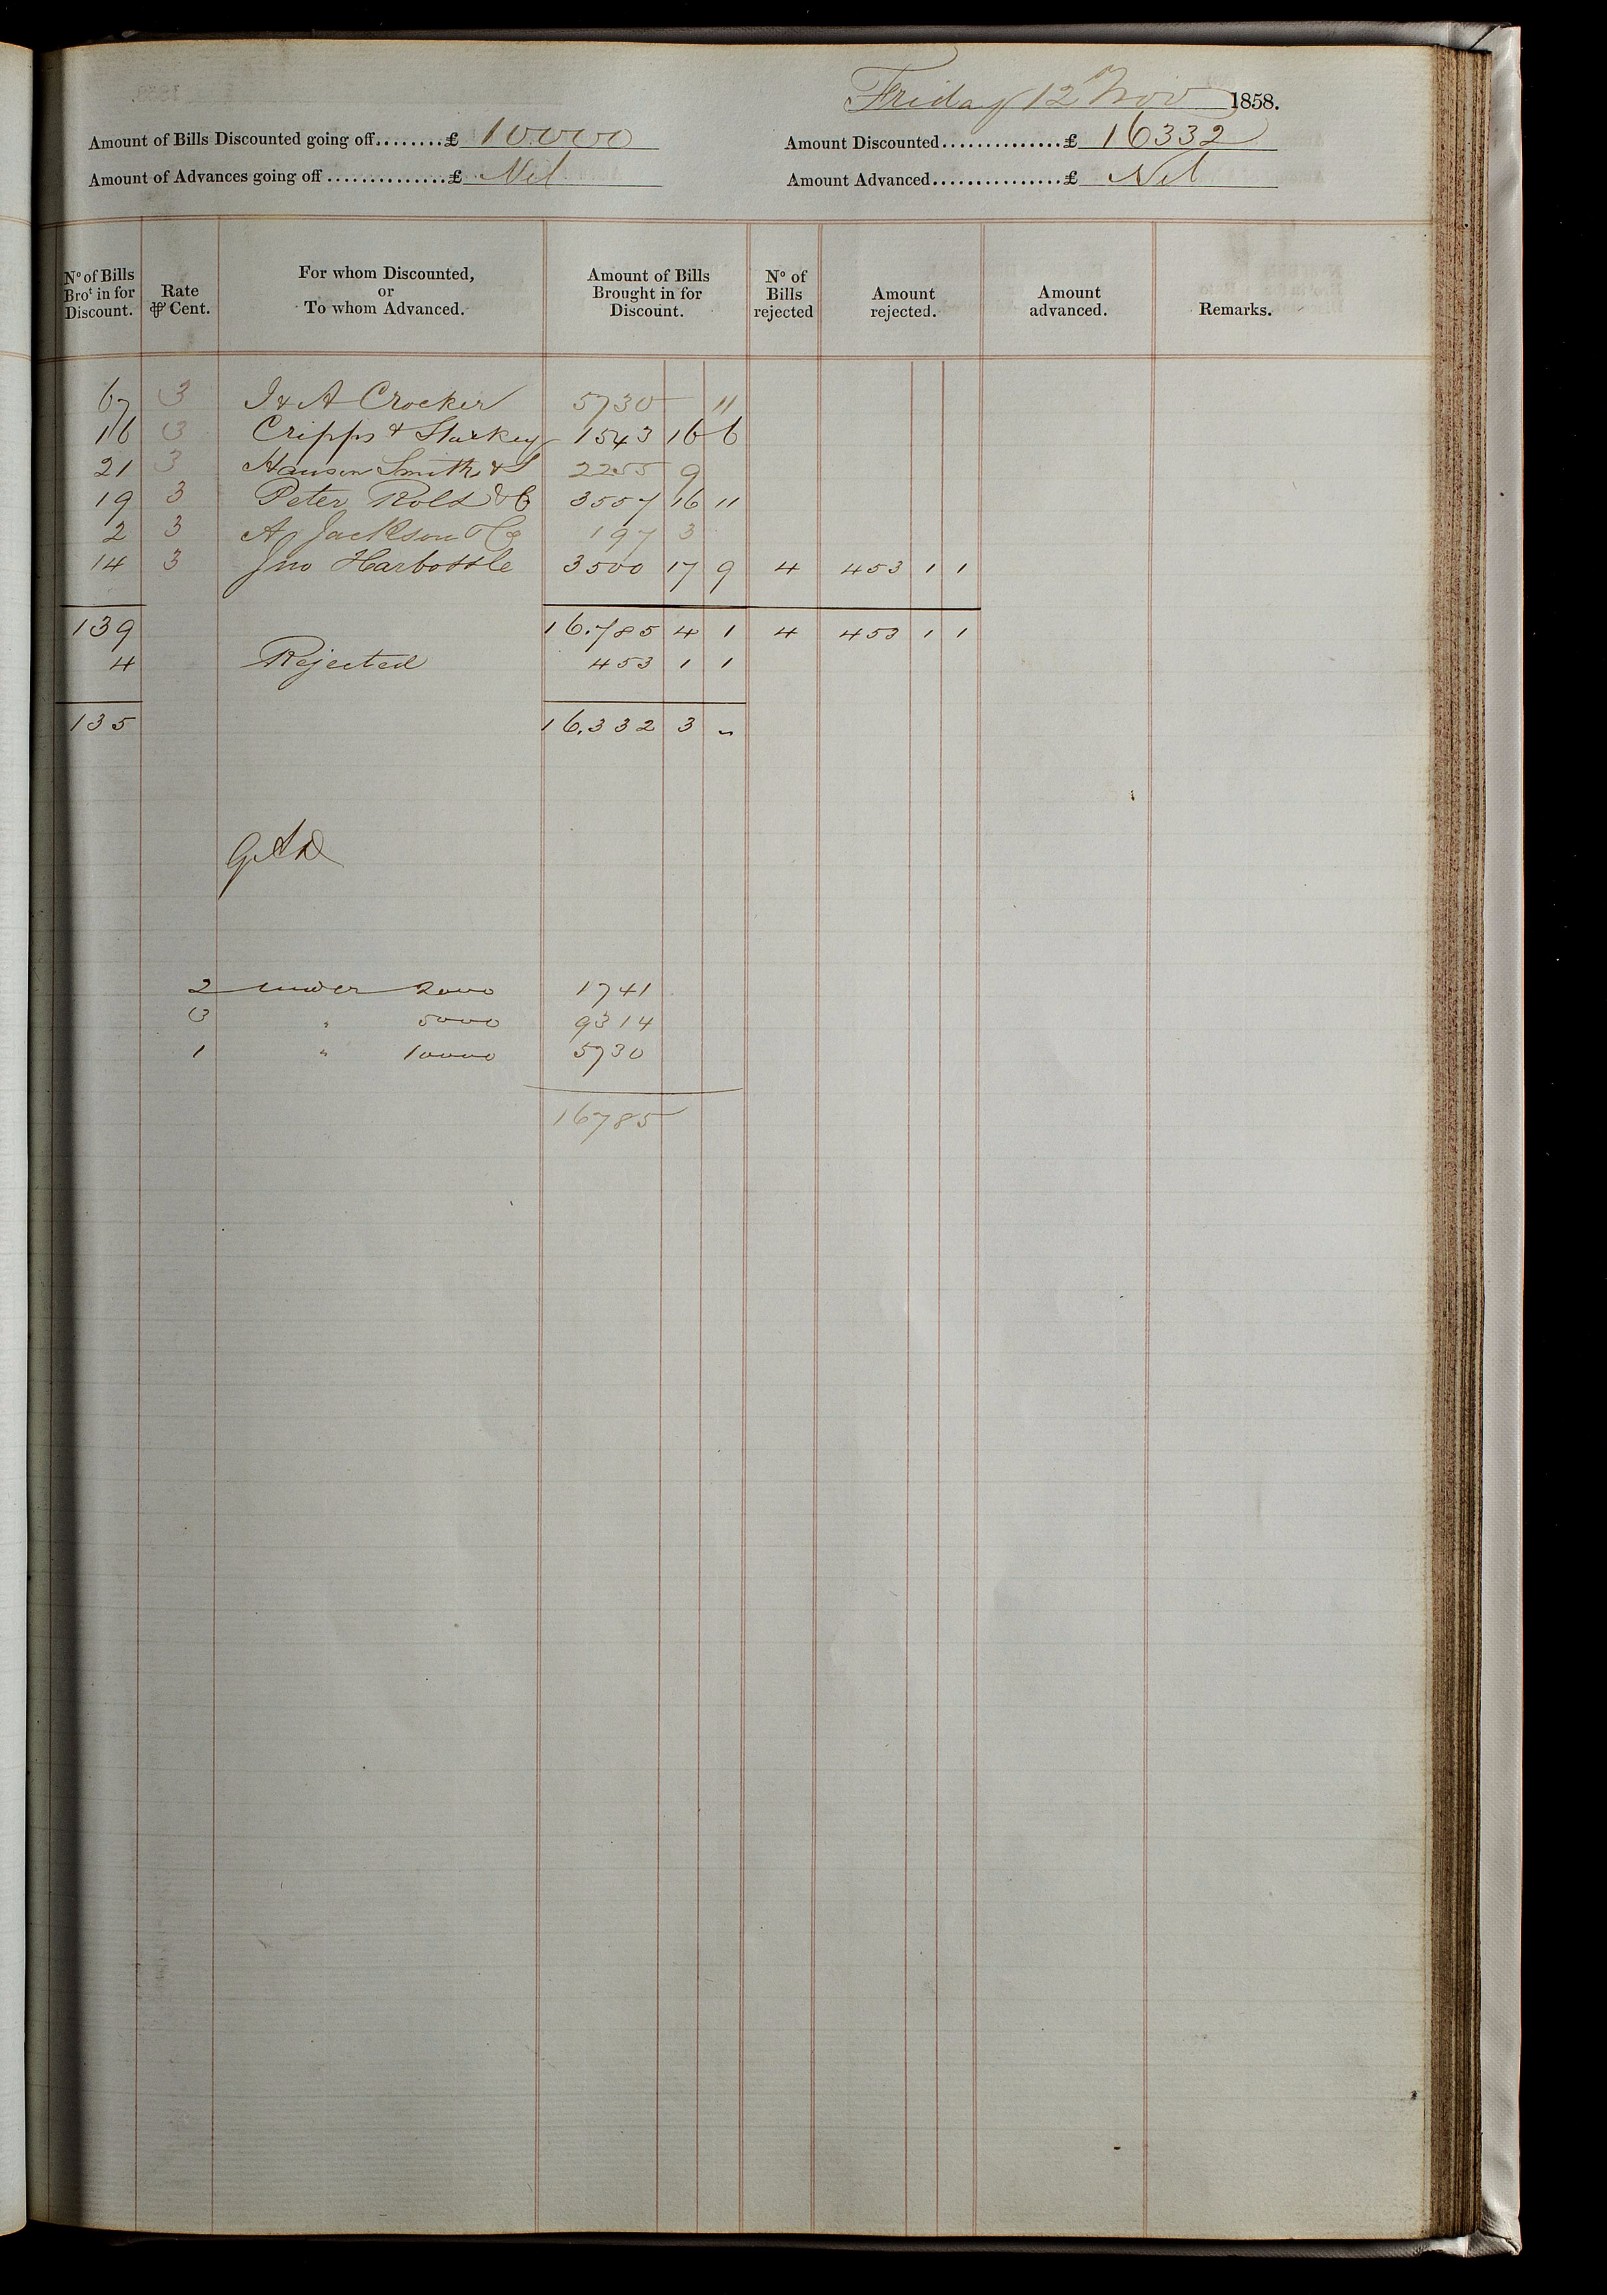 Friday 12 Nov 1858.
Amount of Bills Discounted going off........£ 10000
Amount Discounted..............£ 16332
Amount of Advances going off...............£ Nil
Amount Advanced................£ Nil
Nº of Bills Broᵗ in for Discount. Rate ⅌ Cent. For whom Discounted, or To whom Advanced. Amount of Bills Brought in for Discount. Nº of Bills rejected Amount rejected. Amount advanced. Remarks.
67 3 I & A Crocker 5730 11
16 3 Cripps & Starkey 1543 16 6
21 3 Hanson Smith & 2255 9
19 3 Peter Rolt & C 3557 16 11
2 3 A Jackson & Co 197 3
14 3 Jno Harbottle 3500 17 9 4 453 1 1
139 16.785 4 1 4 453 1 1
4 Rejected 453 1 1
135 16.332 3 "
2 under 2000 1741
3 " 5000 9314
1 " 10000 5730
16785